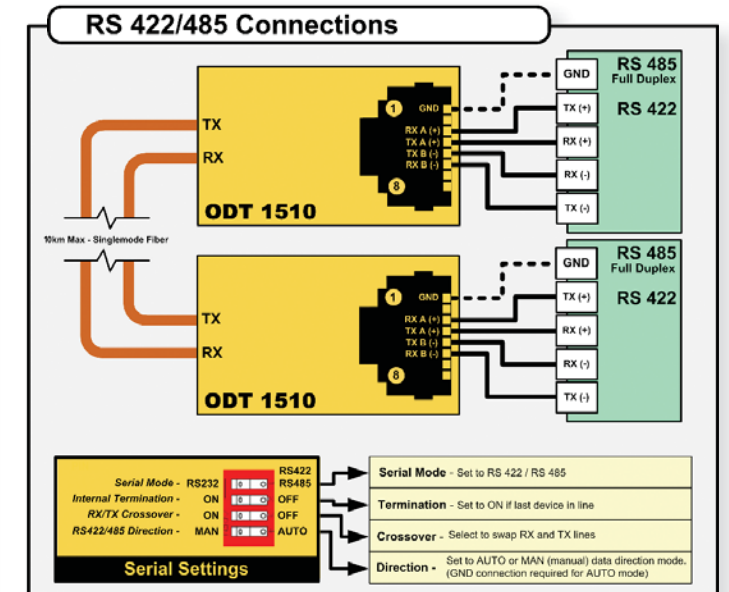 RS 422/485 Connections
TX
RX
ODT 1510
1
GND
RX A (+)
TX A (+)
TX B (-)
RX B (-)
8
GND
TX (+)
RX (+)
RX (-)
TX (-)
RS 485
Full Duplex
RS 422
10km Max - Singlemode Fiber
TX
RX
ODT 1510
1
GND
RX A (+)
TX A (+)
TX B (-)
RX B (-)
8
GND
TX (+)
RX (+)
RX (-)
TX (-)
RS 485
Full Duplex
RS 422
RS422
Serial Mode - RS232 RS485
Internal Termination - ON OFF
RX/TX Crossover - ON OFF
RS422/485 Direction - MAN AUTO
Serial Settings
Serial Mode - Set to RS 422 / RS 485
Termination - Set to ON if last device in line
Crossover - Select to swap RX and TX lines
Direction - Set to AUTO or MAN (manual) data direction mode.
(GND connection required for AUTO mode)